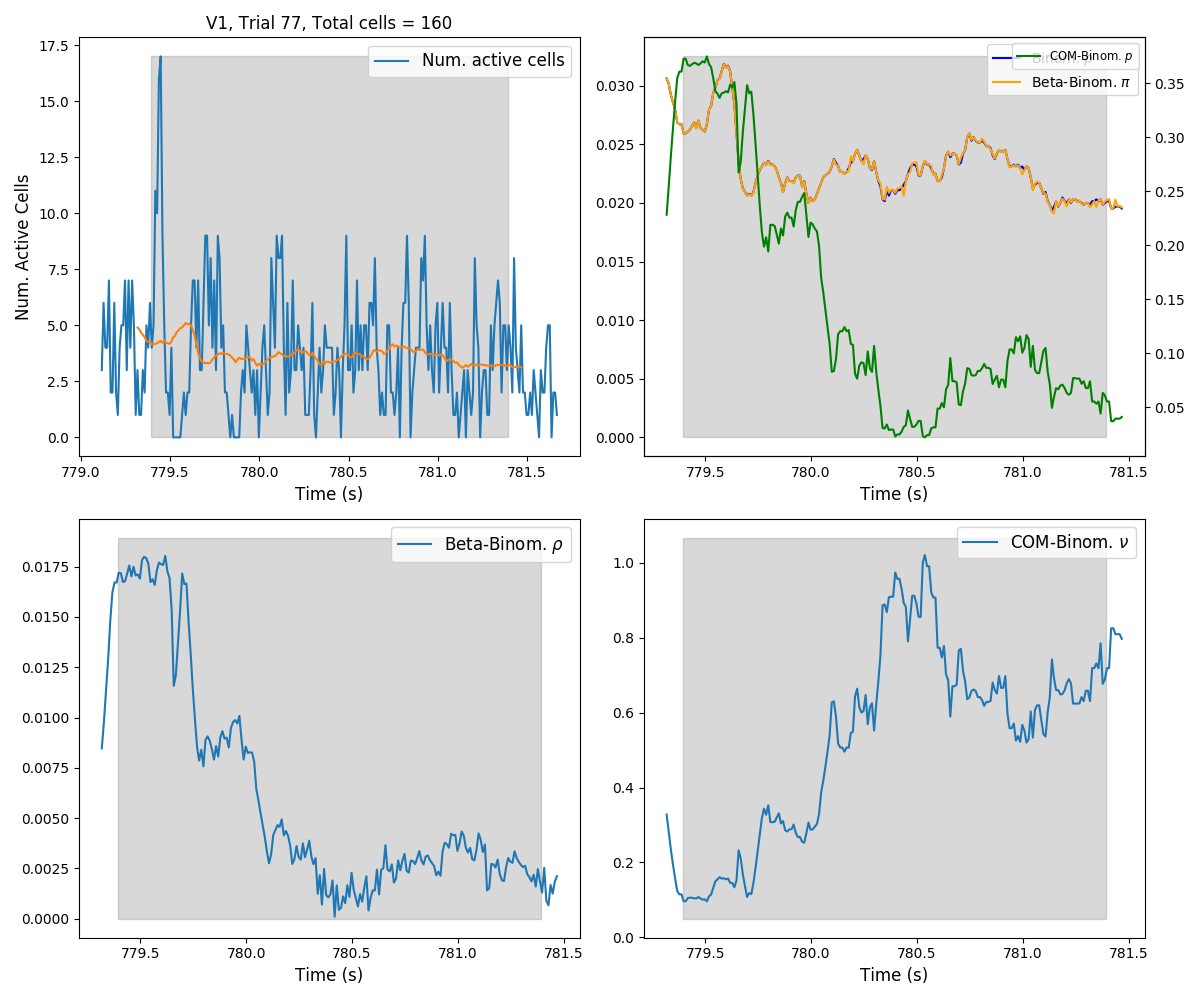 V1, Trial 77, Total cells = 160
Num. active cells
Num. Active Cells
17.5
15.0
12.5
10.0
7.5
5.0
2.5
0.0
779.0 779.5 780.0 780.5 781.0 781.5
Time (s)
COM-Binom. p
Binom. p
Beta-Binom. π
0.030
0.025
0.020
0.015
0.010
0.005
0.000
0.35
0.30
0.25
0.20
0.15
0.10
0.05
779.5 780.0 780.5 781.0 781.5
Time (s)
Beta-Binom. ρ
0.0175
0.0150
0.0125
0.0100
0.0075
0.0050
0.0025
0.0000
779.5 780.0 780.5 781.0 781.5
Time (s)
COM-Binom. ν
1.0
0.8
0.6
0.4
0.2
0.0
779.5 780.0 780.5 781.0 781.5
Time (s)